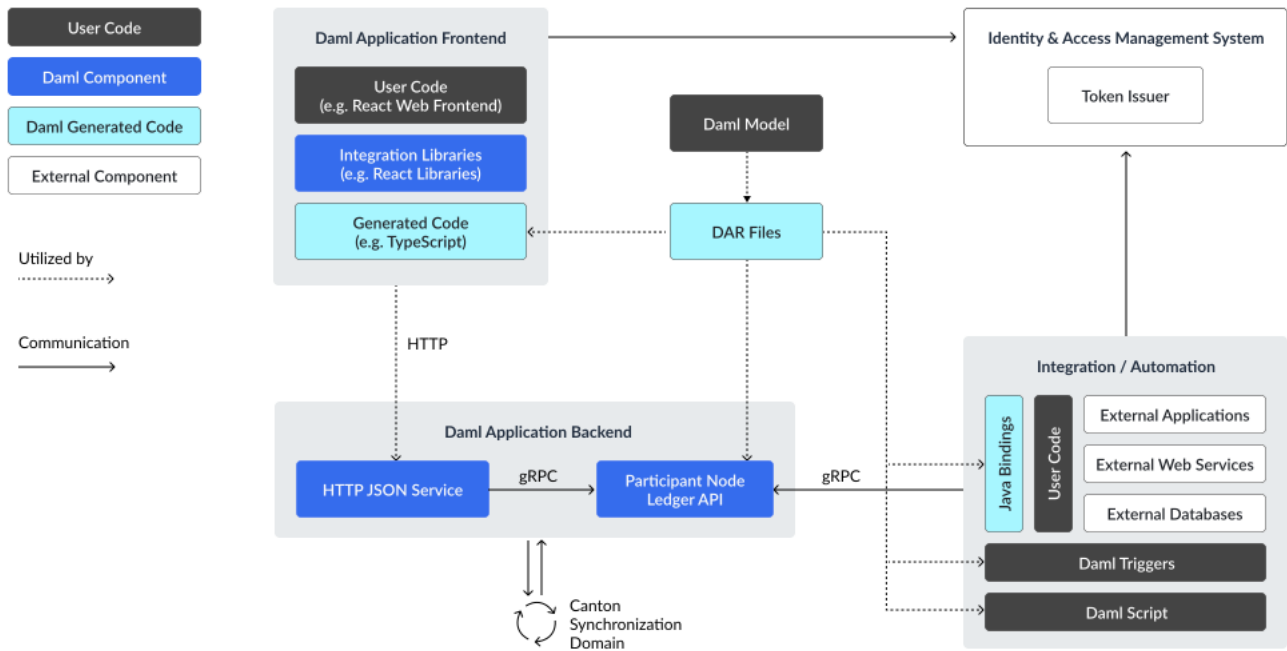 User Code
Daml Component
Daml Generated Code
External Component
Utilized by
Communication
Daml Application Frontend
User Code
(e.g. React Web Frontend)
Integration Libraries
(e.g. React Libraries)
Generated Code
(e.g. TypeScript)
Daml Model
DAR Files
Identity & Access Management System
Token Issuer
HTTP
Daml Application Backend
HTTP JSON Service
gRPC
Participant Node
Ledger API
gRPC
Canton
Synchronization
Domain
Integration / Automation
Java Bindings
User Code
External Applications
External Web Services
External Databases
Daml Triggers
Daml Script